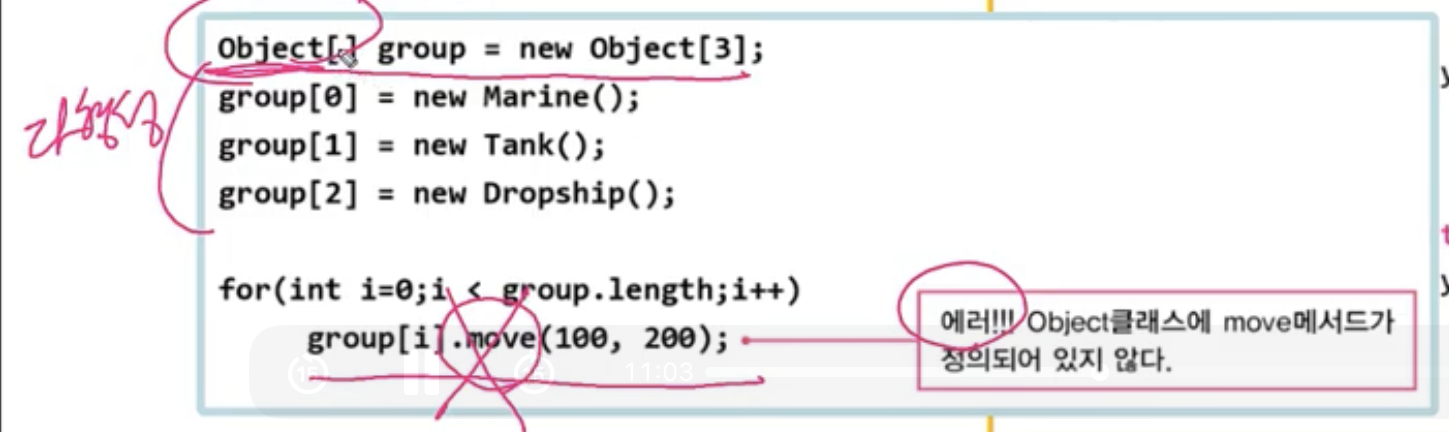 Object[] group = new Object[3];
group[0] = new Marine();
group[1] = new Tank();
group[2] = new Dropship();
다형성
for(int i=0;i < group.length;i++)
group[i].move(100, 200);
에러!!! Object클래스에 move메서드가
정의되어 있지 않다.
15
11:03